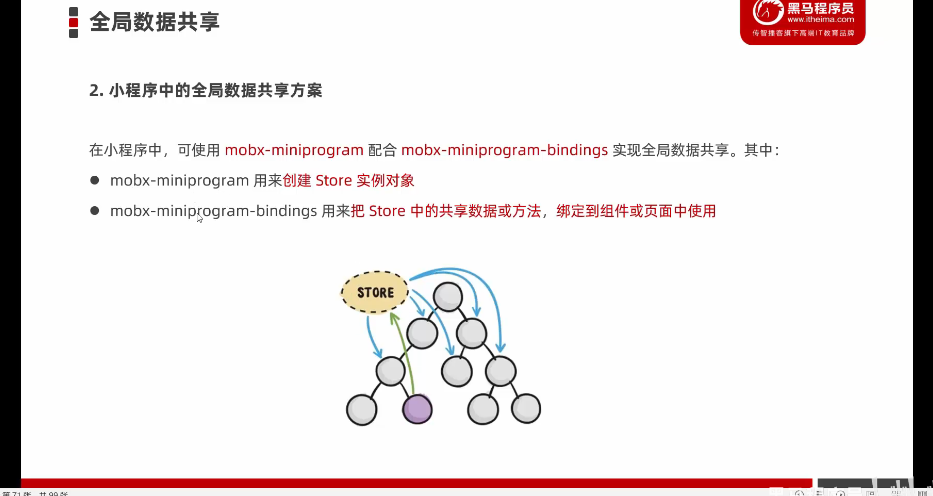 全局数据共享
黑马程序员
www.itheima.com
传智播客旗下高端IT教育品牌
2. 小程序中的全局数据共享方案
在小程序中，可使用 mobx-miniprogram 配合 mobx-miniprogram-bindings 实现全局数据共享。其中：
● mobx-miniprogram 用来创建 Store 实例对象
● mobx-miniprogram-bindings 用来把 Store 中的共享数据或方法，绑定到组件或页面中使用
STORE